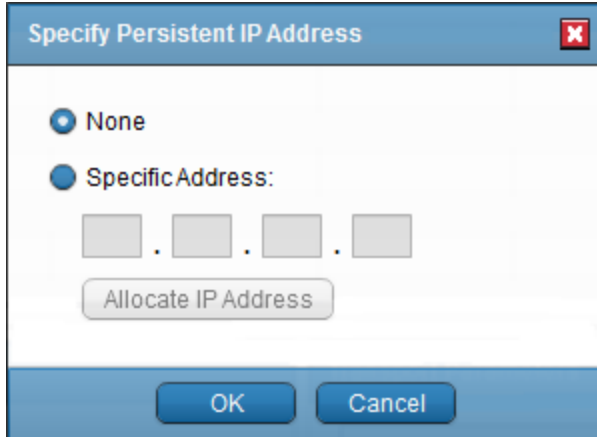 Specify Persistent IP Address
None
Specific Address:
. . .
Allocate IP Address
OK Cancel